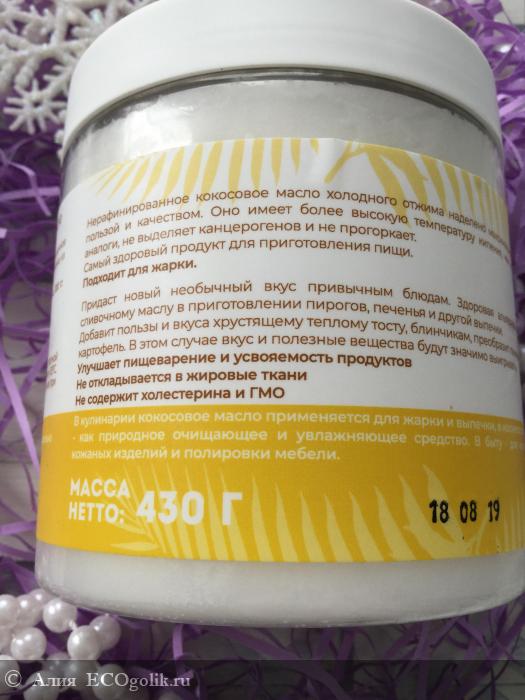 Нерафинированное кокосовое масло холодного отжима наделено
пользой и качеством. Оно имеет более высокую температуру кипения,
аналоги, не выделяет канцерогенов и не прогоркает.
Самый здоровый продукт для приготовления пищи.
Подходит для жарки.
Придаст новый необычный вкус привычным блюдам. Здоровая
сливочному маслу в приготовлении пирогов, печенья и другой выпечки.
Добавит пользы и вкуса хрустящему теплому тосту, блинчикам,
картофель. В этом случае вкус и полезные вещества будут значимы
Улучшает пищеварение и усвояемость продуктов
Не откладывается в жировые ткани
Не содержит холестерина и ГМО
В кулинарии кокосовое масло применяется для жарки и выпечки,
- как природное очищающее и увлажняющее средство. В быту -
кожаных изделий и полировки мебели.
МАССА
НЕТТО: 430 Г
18 08 19
© Алия ECOgolik.ru